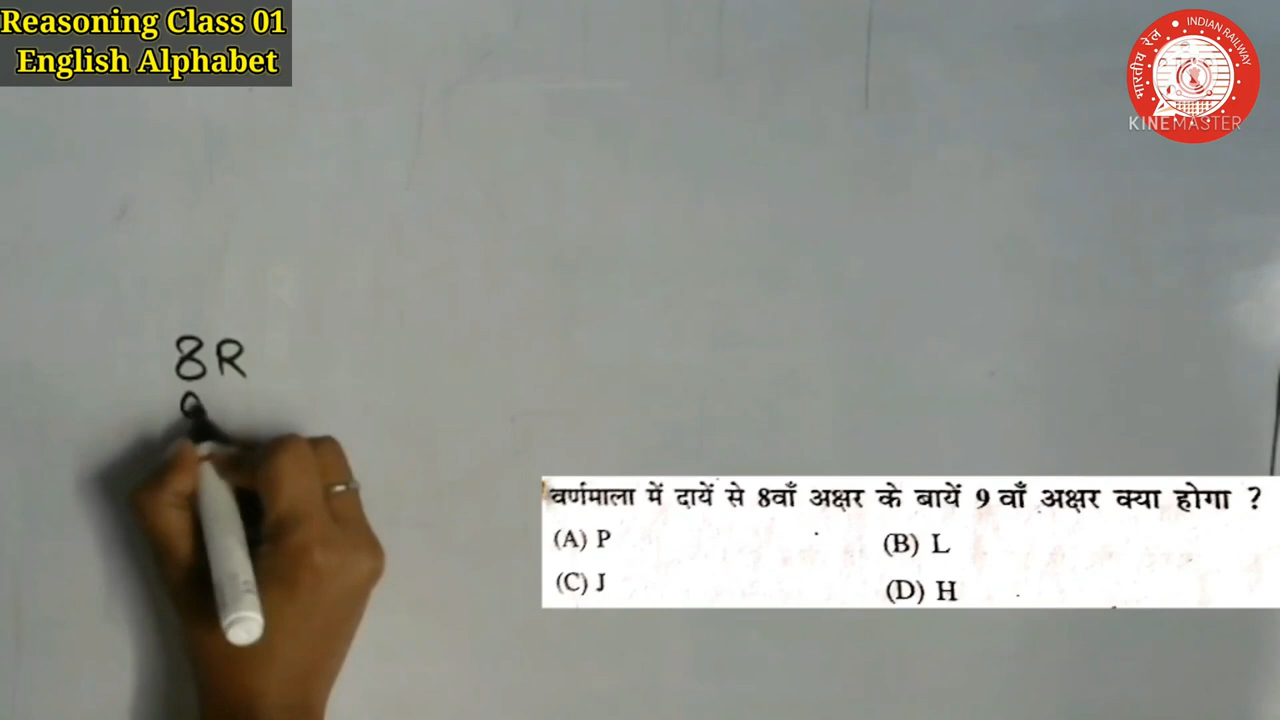 Reasoning Class 01
English Alphabet
भारतीय रेल
INDIAN RAILWAY
KINEMASTER
8R
वर्णमाला में दायें से 8वाँ अक्षर के बायें 9 वाँ अक्षर क्या होगा ?
(A) P
(B) L
(C) J
(D) H